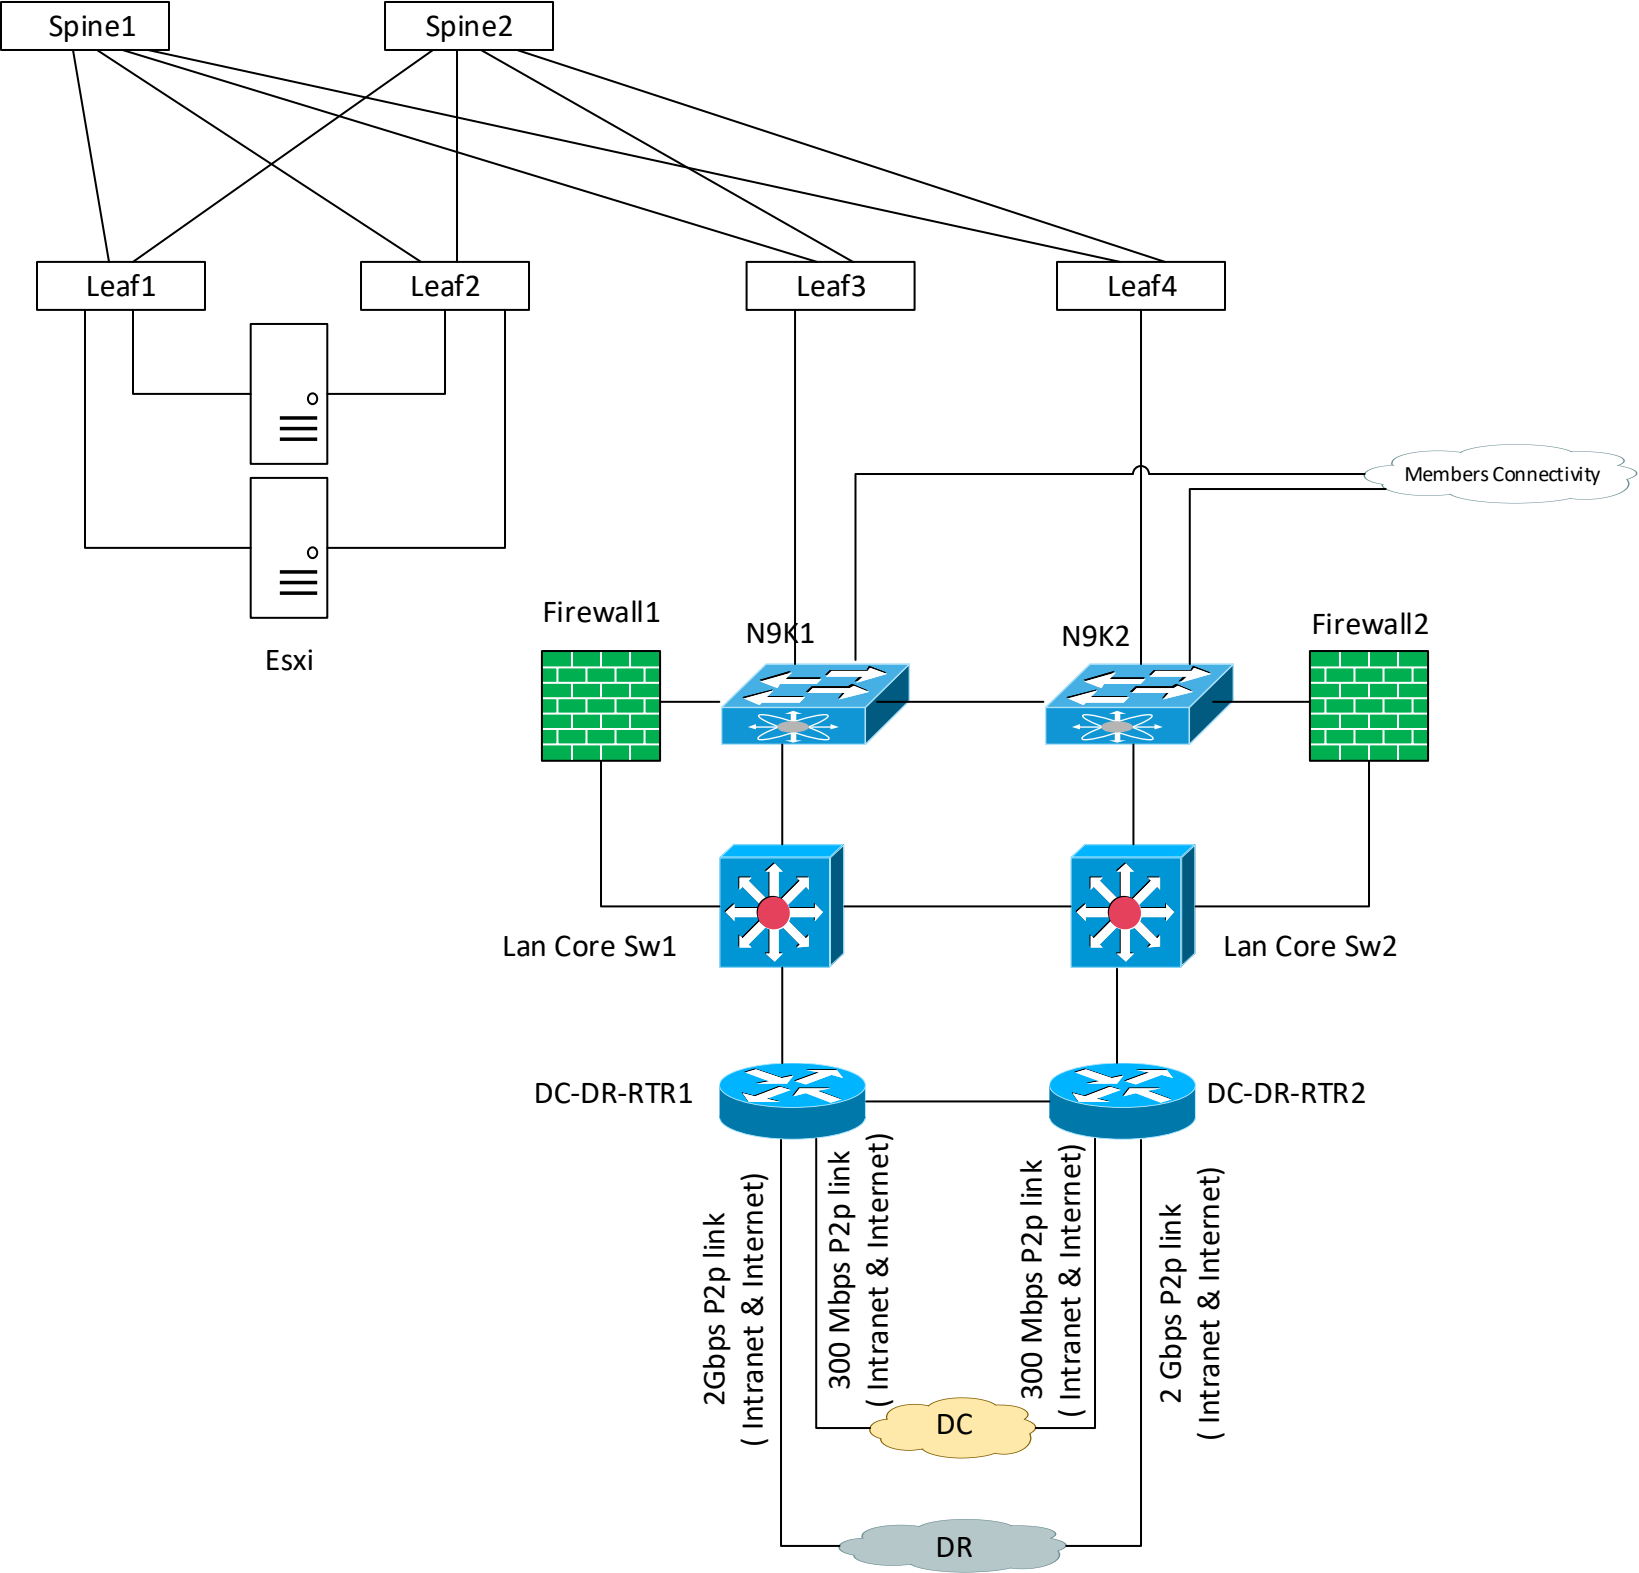 Spine1
Spine2
Leaf1
Leaf2
Leaf3
Leaf4
Members Connectivity
Firewall1
N9K1
N9K2
Firewall2
Esxi
Lan Core Sw1
Lan Core Sw2
DC-DR-RTR1
DC-DR-RTR2
2Gbps P2p link
( Intranet & Internet)
300 Mbps P2p link
( Intranet & Internet)
300 Mbps P2p link
( Intranet & Internet)
2 Gbps P2p link
( Intranet & Internet)
DC
DR